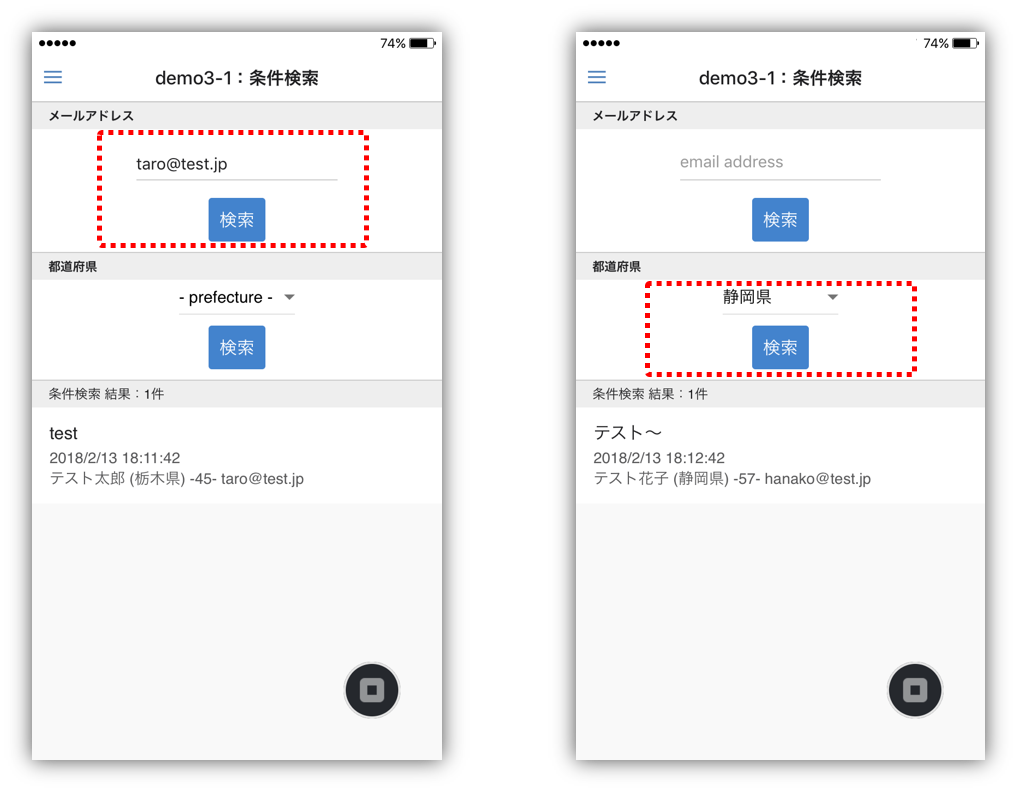 74%
demo3-1：条件検索
メールアドレス
taro@test.jp
検索
都道府県
- prefecture -
検索
条件検索 結果：1件
test
2018/2/13 18:11:42
テスト太郎 (栃木県) -45- taro@test.jp
74%
demo3-1：条件検索
メールアドレス
email address
検索
都道府県
静岡県
検索
条件検索 結果：1件
テスト〜
2018/2/13 18:12:42
テスト花子 (静岡県) -57- hanako@test.jp